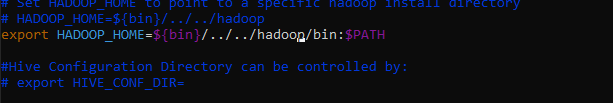 # Set HADOOP_HOME to point to a specific hadoop install directory
# HADOOP_HOME=${bin}/../../hadoop
export HADOOP_HOME=${bin}/../../hadoop/bin:$PATH
#Hive Configuration Directory can be controlled by:
# export HIVE_CONF_DIR=